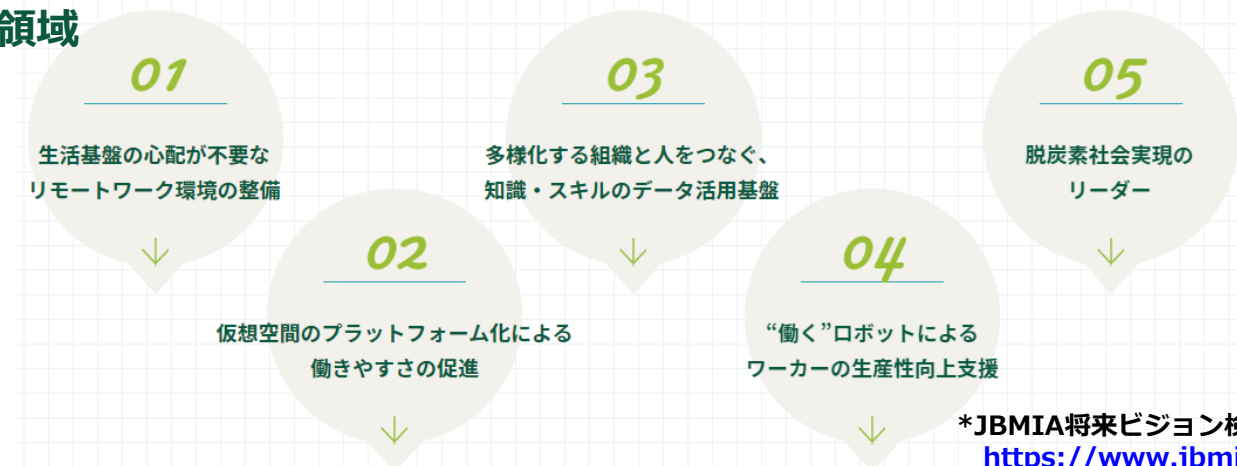 領域
01
生活基盤の心配が不要な
リモートワーク環境の整備
02
仮想空間のプラットフォーム化による
働きやすさの促進
03
多様化する組織と人をつなぐ、
知識・スキルのデータ活用基盤
04
“働く”ロボットによる
ワーカーの生産性向上支援
05
脱炭素社会実現の
リーダー
*JBMIA将来ビジョン検
https://www.jbmi